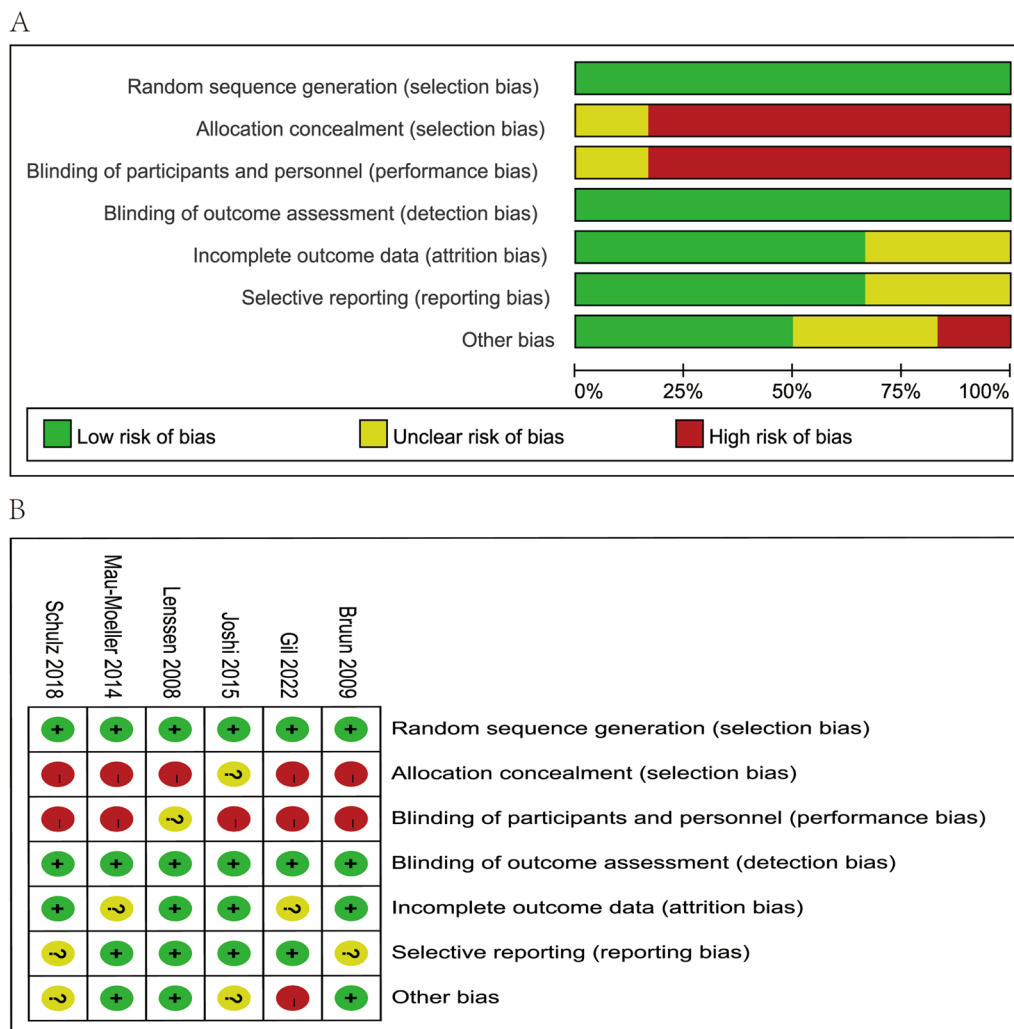 A
Random sequence generation (selection bias)
Allocation concealment (selection bias)
Blinding of participants and personnel (performance bias)
Blinding of outcome assessment (detection bias)
Incomplete outcome data (attrition bias)
Selective reporting (reporting bias)
Other bias
0% 25% 50% 75% 100%
Low risk of bias Unclear risk of bias High risk of bias
B
Schulz 2018 Mau-Moeller 2014 Lenssen 2008 Joshi 2015 Gil 2022 Bruun 2009
+ + + + + + Random sequence generation (selection bias)
– – – ? – – Allocation concealment (selection bias)
– – ? – – – Blinding of participants and personnel (performance bias)
+ + + + + + Blinding of outcome assessment (detection bias)
+ ? + + ? + Incomplete outcome data (attrition bias)
? + + + + ? Selective reporting (reporting bias)
? + + ? – + Other bias